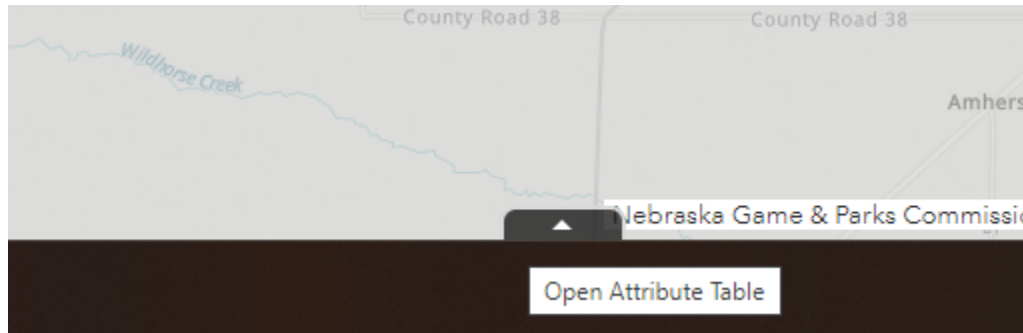 County Road 38
County Road 38
Wildhorse Creek
Amhers
Nebraska Game & Parks Commissi
Open Attribute Table